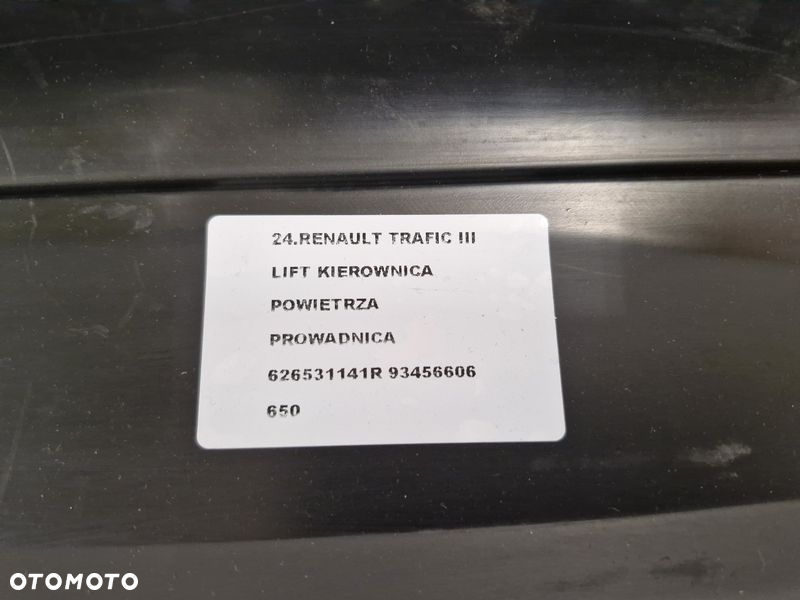 24.RENAULT TRAFIC III
LIFT KIEROWNICA
POWIETRZA
PROWADNICA
626531141R 93456606
650
OTOMOTO